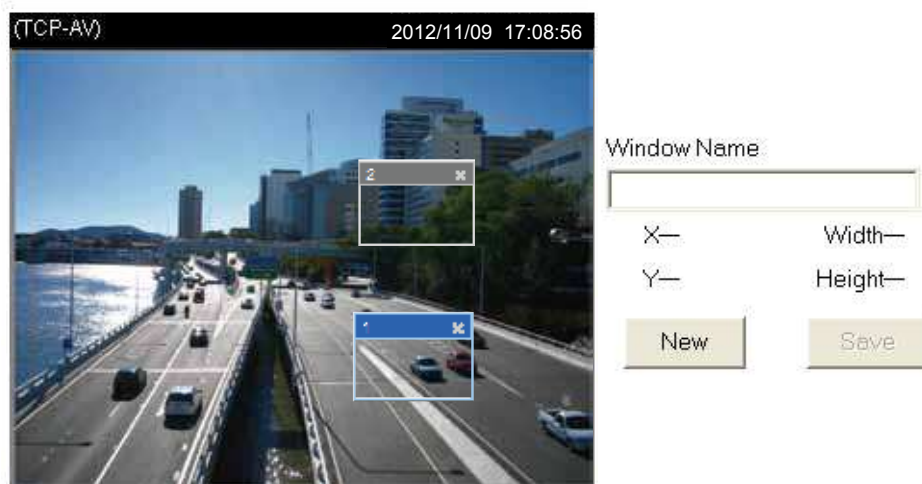 (TCP-AV) 2012/11/09 17:08:56
Window Name
2
X— Width—
Y— Height—
1
New Save